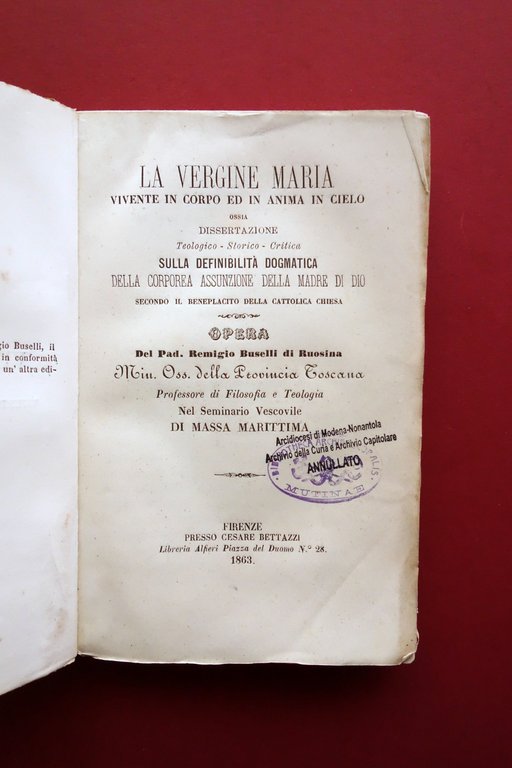 gio Buselli, il
in conformità
un' altra edi-
LA VERGINE MARIA
VIVENTE IN CORPO ED IN ANIMA IN CIELO
OSSIA
DISSERTAZIONE
Teologico - Storico - Critica
SULLA DEFINIBILITÀ DOGMATICA
DELLA CORPOREA ASSUNZIONE DELLA MADRE DI DIO
SECONDO IL BENEPLACITO DELLA CATTOLICA CHIESA
OPERA
Del Pad. Remigio Buselli di Ruosina
Min. Oss. della Provincia Toscana
Professore di Filosofia e Teologia
Nel Seminario Vescovile
DI MASSA MARITTIMA
Arcidiocesi di Modena-Nonantola
Archivio della Curia e Archivio Capitolare
ANNULLATO
MUTINAE
FIRENZE
PRESSO CESARE BETTAZZI
Libreria Alfieri Piazza del Duomo N.° 28.
1863.